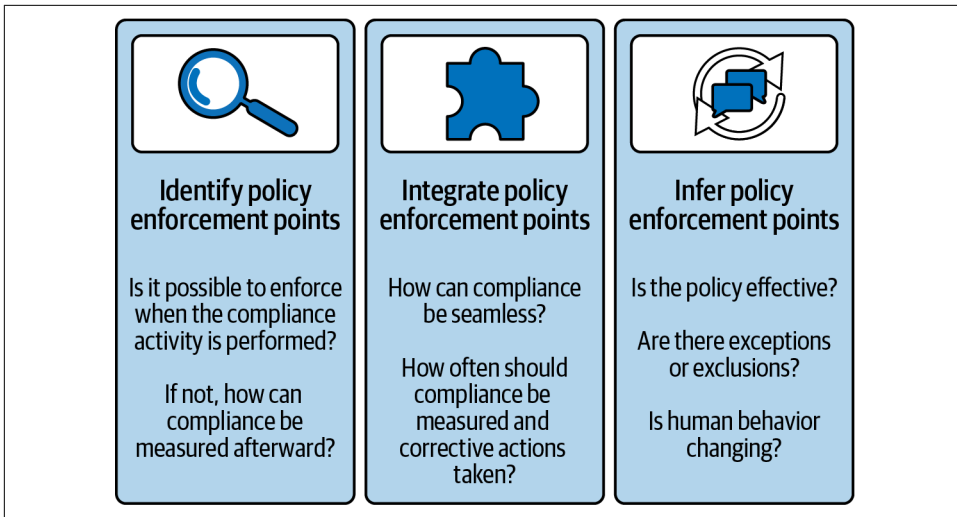 Identify policy
enforcement points
Is it possible to enforce
when the compliance
activity is performed?
If not, how can
compliance be
measured afterward?
Integrate policy
enforcement points
How can compliance
be seamless?
How often should
compliance be
measured and
corrective actions
taken?
Infer policy
enforcement points
Is the policy effective?
Are there exceptions
or exclusions?
Is human behavior
changing?